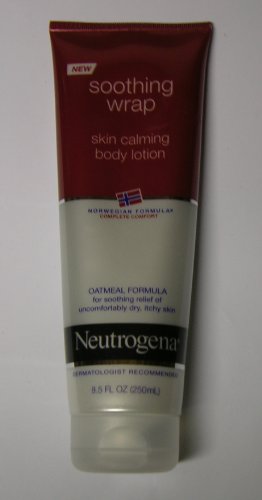 NEW
soothing
wrap
skin calming
body lotion
NORWEGIAN FORMULA®
COMPLETE COMFORT
OATMEAL FORMULA
for soothing relief of
uncomfortably dry, itchy skin
Neutrogena®
DERMATOLOGIST RECOMMENDED
8.5 FL OZ (250mL)